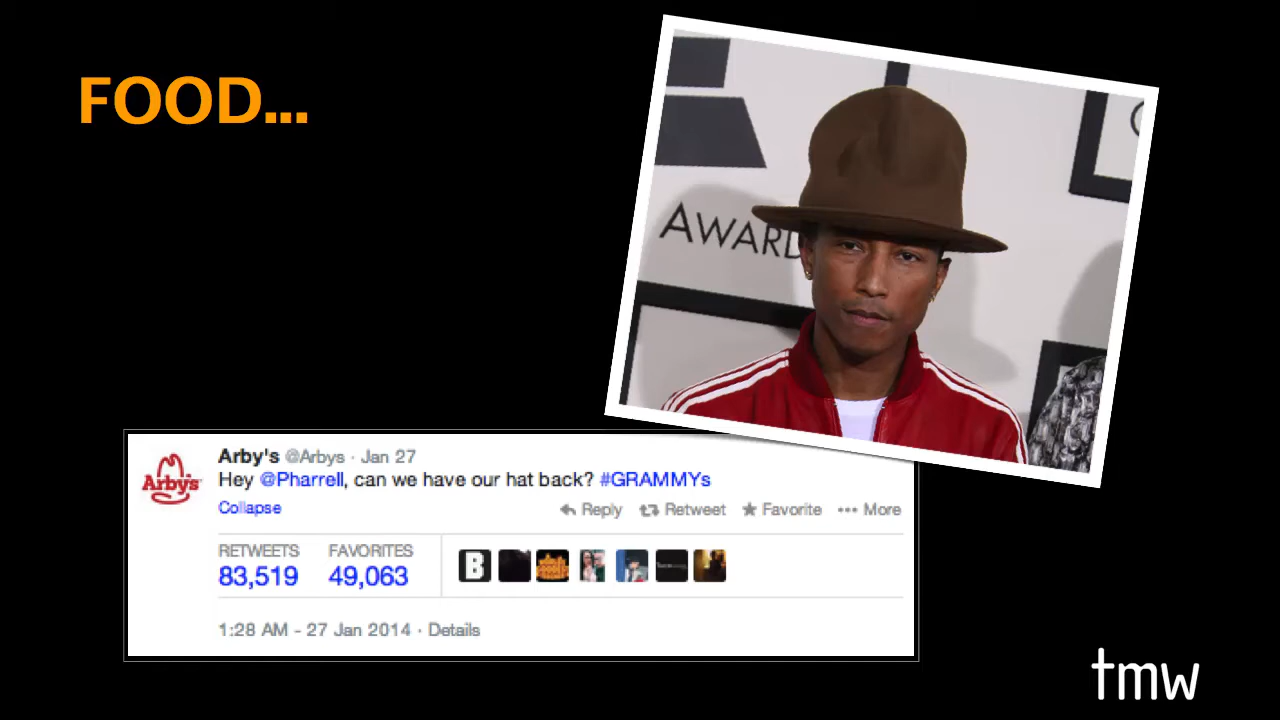 FOOD...
AWARD
Arby's @Arbys · Jan 27
Arby's
Hey @Pharrell, can we have our hat back? #GRAMMYs
Collapse
Reply Retweet Favorite More
RETWEETS FAVORITES
83,519 49,063
B
1:28 AM - 27 Jan 2014 · Details
tmw